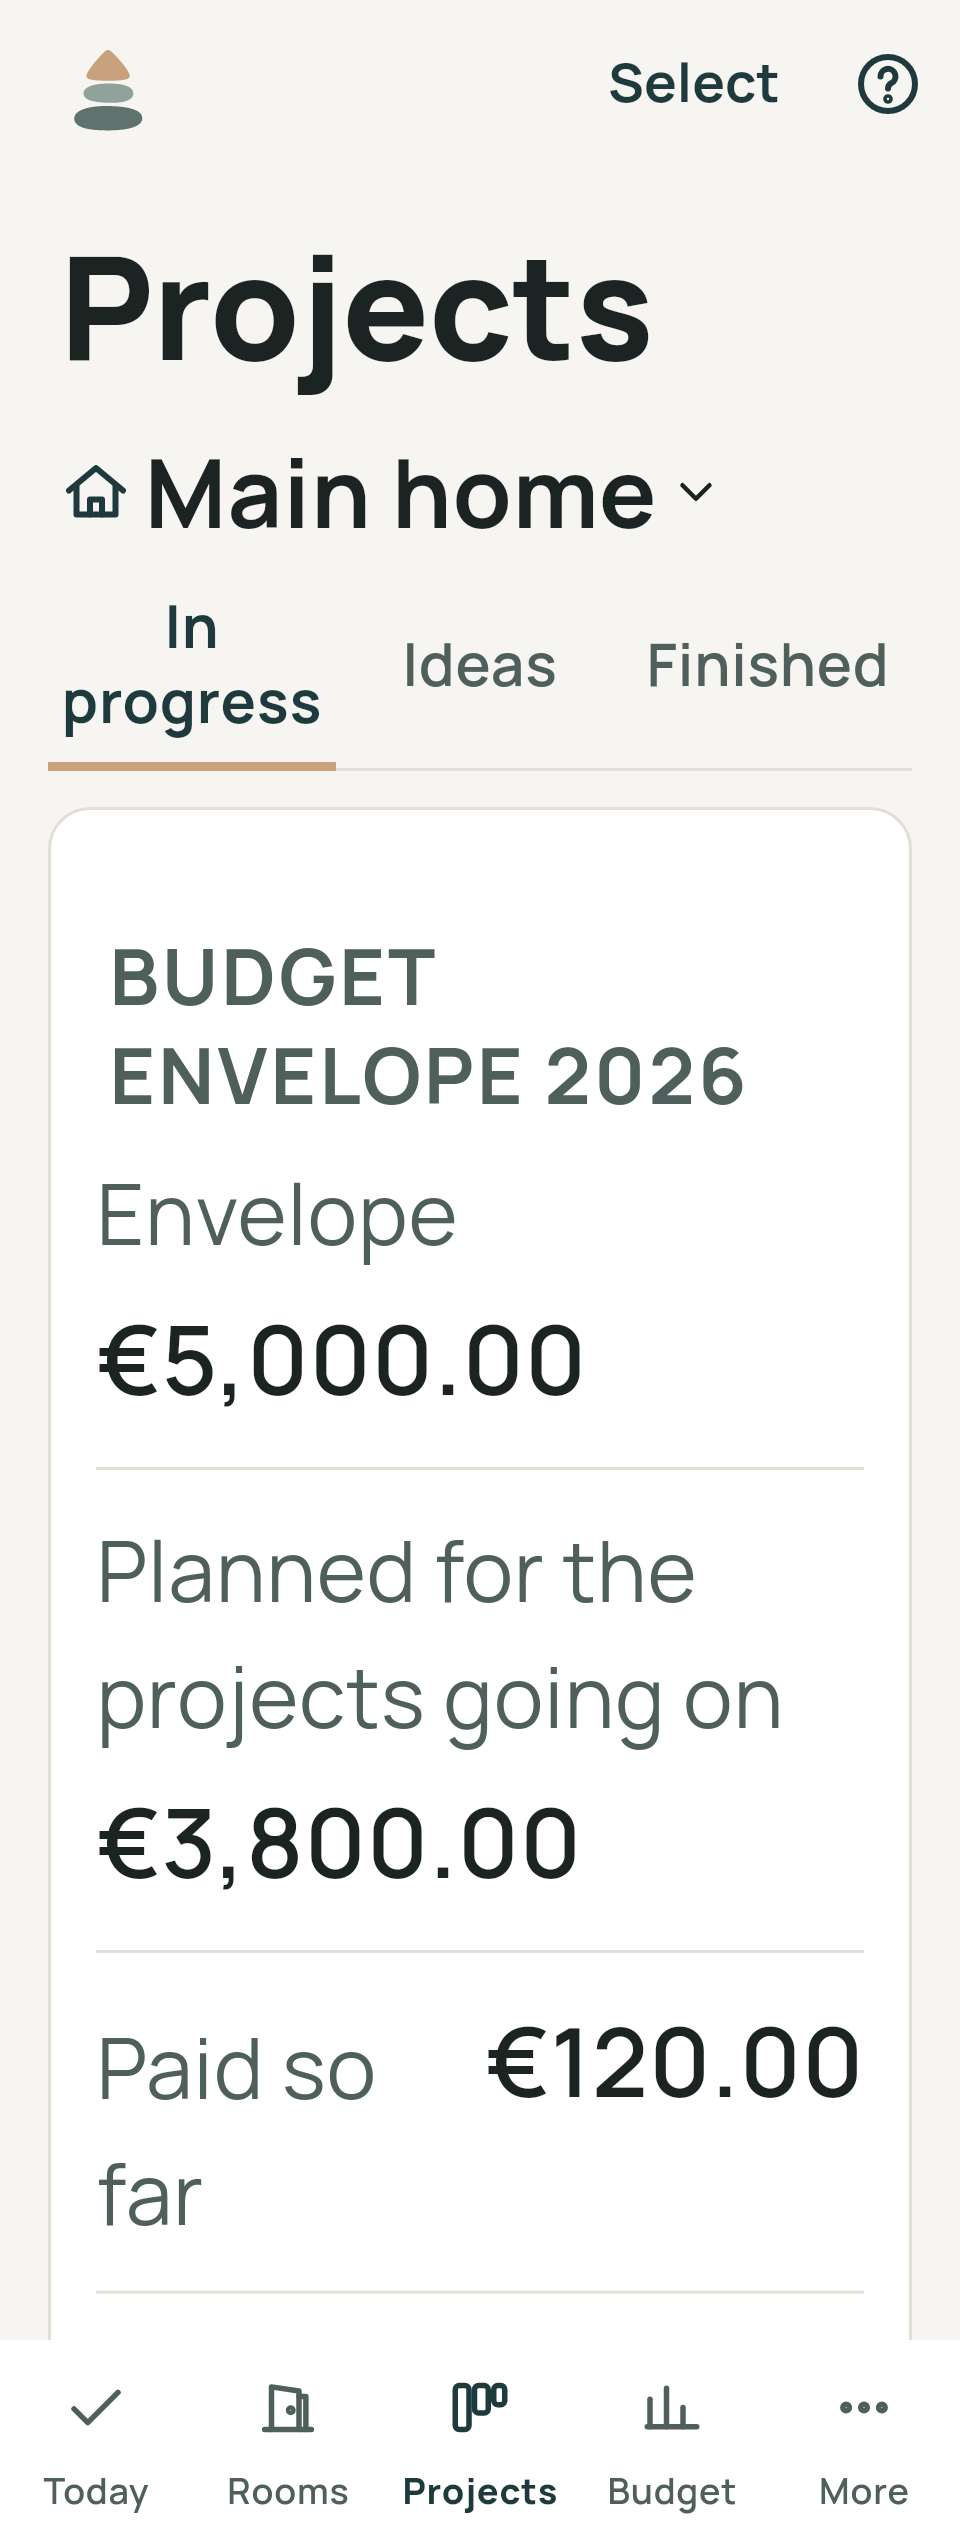 Select
Projects
Main home
In
progress
Ideas
Finished
BUDGET
ENVELOPE 2026
Envelope
€5,000.00
Planned for the
projects going on
€3,800.00
Paid so
far
€120.00
Today
Rooms
Projects
Budget
More